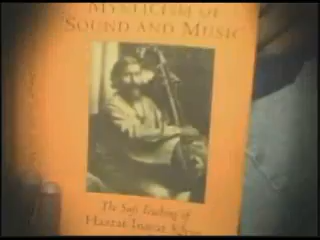 MYSTICISM OF
SOUND AND MUSIC
The Sufi Teaching of
Hazrat Inayat Khan